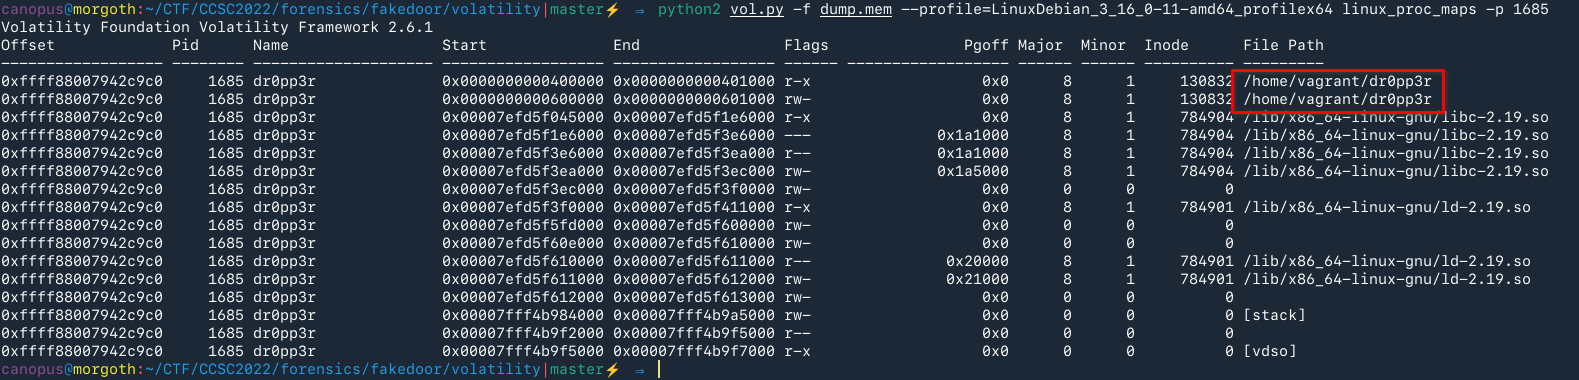 canopus@morgoth:~/CTF/CCSC2022/forensics/fakedoor/volatility|master⚡ ⇒ python2 vol.py -f dump.mem --profile=LinuxDebian_3_16_0-11-amd64_profilex64 linux_proc_maps -p 1685
Volatility Foundation Volatility Framework 2.6.1
Offset Pid Name Start End Flags Pgoff Major Minor Inode File Path
------------------ -------- -------------------- ------------------ ------------------ ------ ------------------ ------ ------ ---------- ---------
0xffff88007942c9c0 1685 dr0pp3r 0x0000000000400000 0x0000000000401000 r-x 0x0 8 1 130832 /home/vagrant/dr0pp3r
0xffff88007942c9c0 1685 dr0pp3r 0x0000000000600000 0x0000000000601000 rw- 0x0 8 1 130832 /home/vagrant/dr0pp3r
0xffff88007942c9c0 1685 dr0pp3r 0x00007efd5f045000 0x00007efd5f1e6000 r-x 0x0 8 1 784904 /lib/x86_64-linux-gnu/libc-2.19.so
0xffff88007942c9c0 1685 dr0pp3r 0x00007efd5f1e6000 0x00007efd5f3e6000 --- 0x1a1000 8 1 784904 /lib/x86_64-linux-gnu/libc-2.19.so
0xffff88007942c9c0 1685 dr0pp3r 0x00007efd5f3e6000 0x00007efd5f3ea000 r-- 0x1a1000 8 1 784904 /lib/x86_64-linux-gnu/libc-2.19.so
0xffff88007942c9c0 1685 dr0pp3r 0x00007efd5f3ea000 0x00007efd5f3ec000 rw- 0x1a5000 8 1 784904 /lib/x86_64-linux-gnu/libc-2.19.so
0xffff88007942c9c0 1685 dr0pp3r 0x00007efd5f3ec000 0x00007efd5f3f0000 rw- 0x0 0 0 0
0xffff88007942c9c0 1685 dr0pp3r 0x00007efd5f3f0000 0x00007efd5f411000 r-x 0x0 8 1 784901 /lib/x86_64-linux-gnu/ld-2.19.so
0xffff88007942c9c0 1685 dr0pp3r 0x00007efd5f5fd000 0x00007efd5f600000 rw- 0x0 0 0 0
0xffff88007942c9c0 1685 dr0pp3r 0x00007efd5f60e000 0x00007efd5f610000 rw- 0x0 0 0 0
0xffff88007942c9c0 1685 dr0pp3r 0x00007efd5f610000 0x00007efd5f611000 r-- 0x20000 8 1 784901 /lib/x86_64-linux-gnu/ld-2.19.so
0xffff88007942c9c0 1685 dr0pp3r 0x00007efd5f611000 0x00007efd5f612000 rw- 0x21000 8 1 784901 /lib/x86_64-linux-gnu/ld-2.19.so
0xffff88007942c9c0 1685 dr0pp3r 0x00007efd5f612000 0x00007efd5f613000 rw- 0x0 0 0 0
0xffff88007942c9c0 1685 dr0pp3r 0x00007fff4b984000 0x00007fff4b9a5000 rw- 0x0 0 0 0 [stack]
0xffff88007942c9c0 1685 dr0pp3r 0x00007fff4b9f2000 0x00007fff4b9f5000 r-- 0x0 0 0 0
0xffff88007942c9c0 1685 dr0pp3r 0x00007fff4b9f5000 0x00007fff4b9f7000 r-x 0x0 0 0 0 [vdso]
canopus@morgoth:~/CTF/CCSC2022/forensics/fakedoor/volatility|master⚡ ⇒